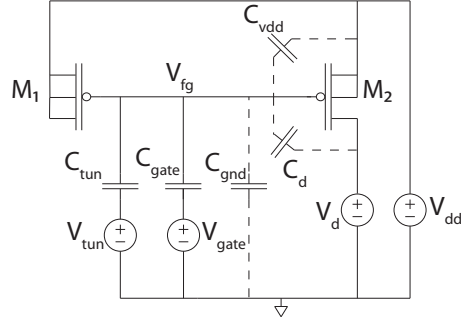 C_vdd
V_fg
M_1
M_2
C_tun
C_gate
C_gnd
C_d
V_tun
V_gate
V_d
V_dd